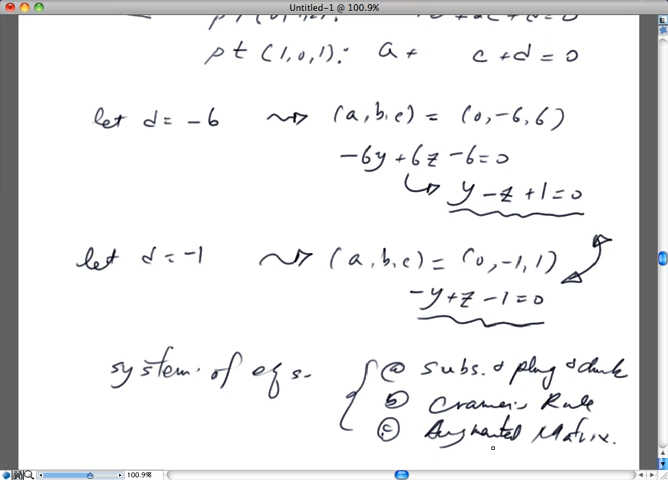 Untitled-1 @ 100.9%
pt (1,0,1): a + c + d = 0
let d = -6 ⇝ (a,b,c) = (0,-6,6)
-6y + 6z - 6 = 0
↳ y - z + 1 = 0
let d = -1 ⇝ (a,b,c) = (0,-1,1)
-y + z - 1 = 0
system of eqs. { ⓐ subs. & plug & chuk
ⓑ Cramer's Rule
ⓒ Augmented Matrix.
100.9%